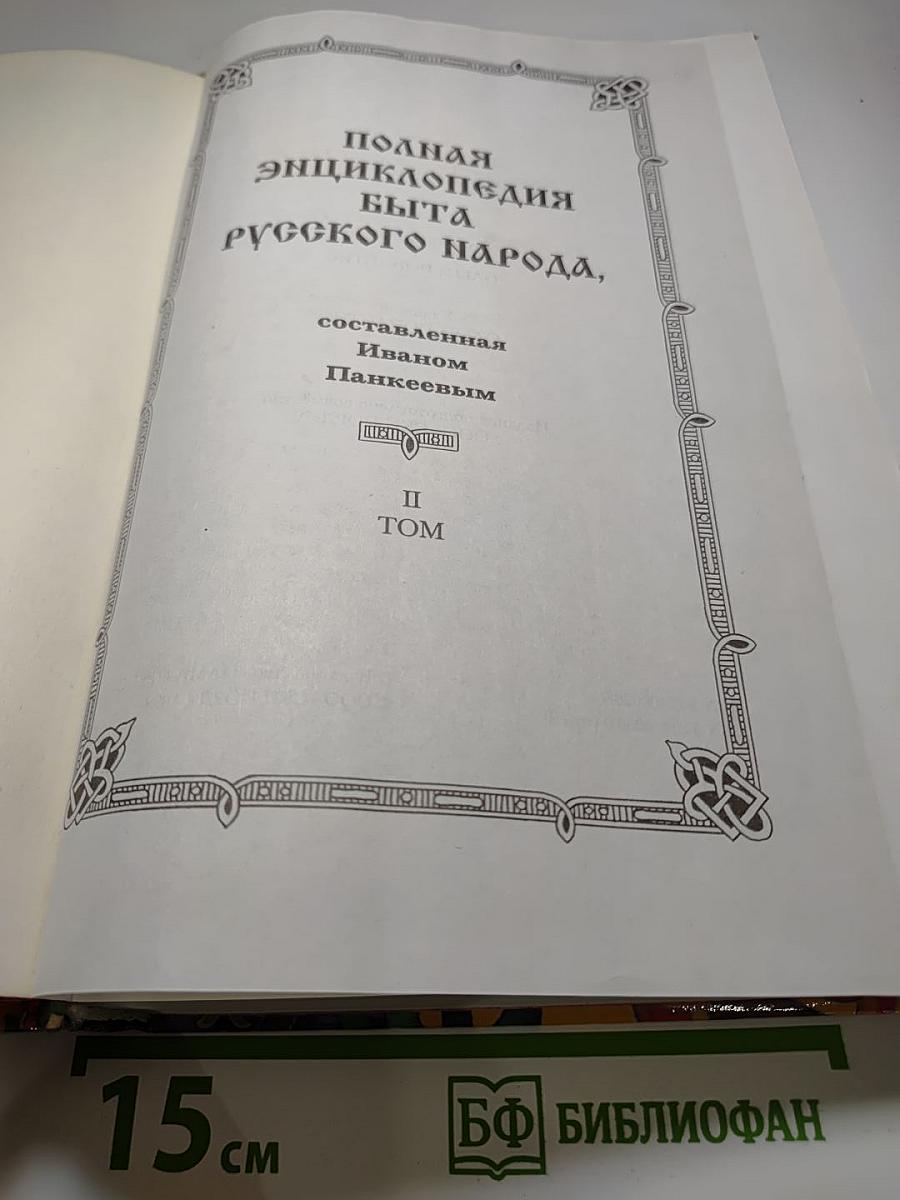 ПОЛНАЯ
ЭНЦИКЛОПЕДИЯ
БЫТА
РУССКОГО НАРОДА,
составленная
Иваном
Панкеевым
II
ТОМ
15 см
БФ БИБЛИОФАН